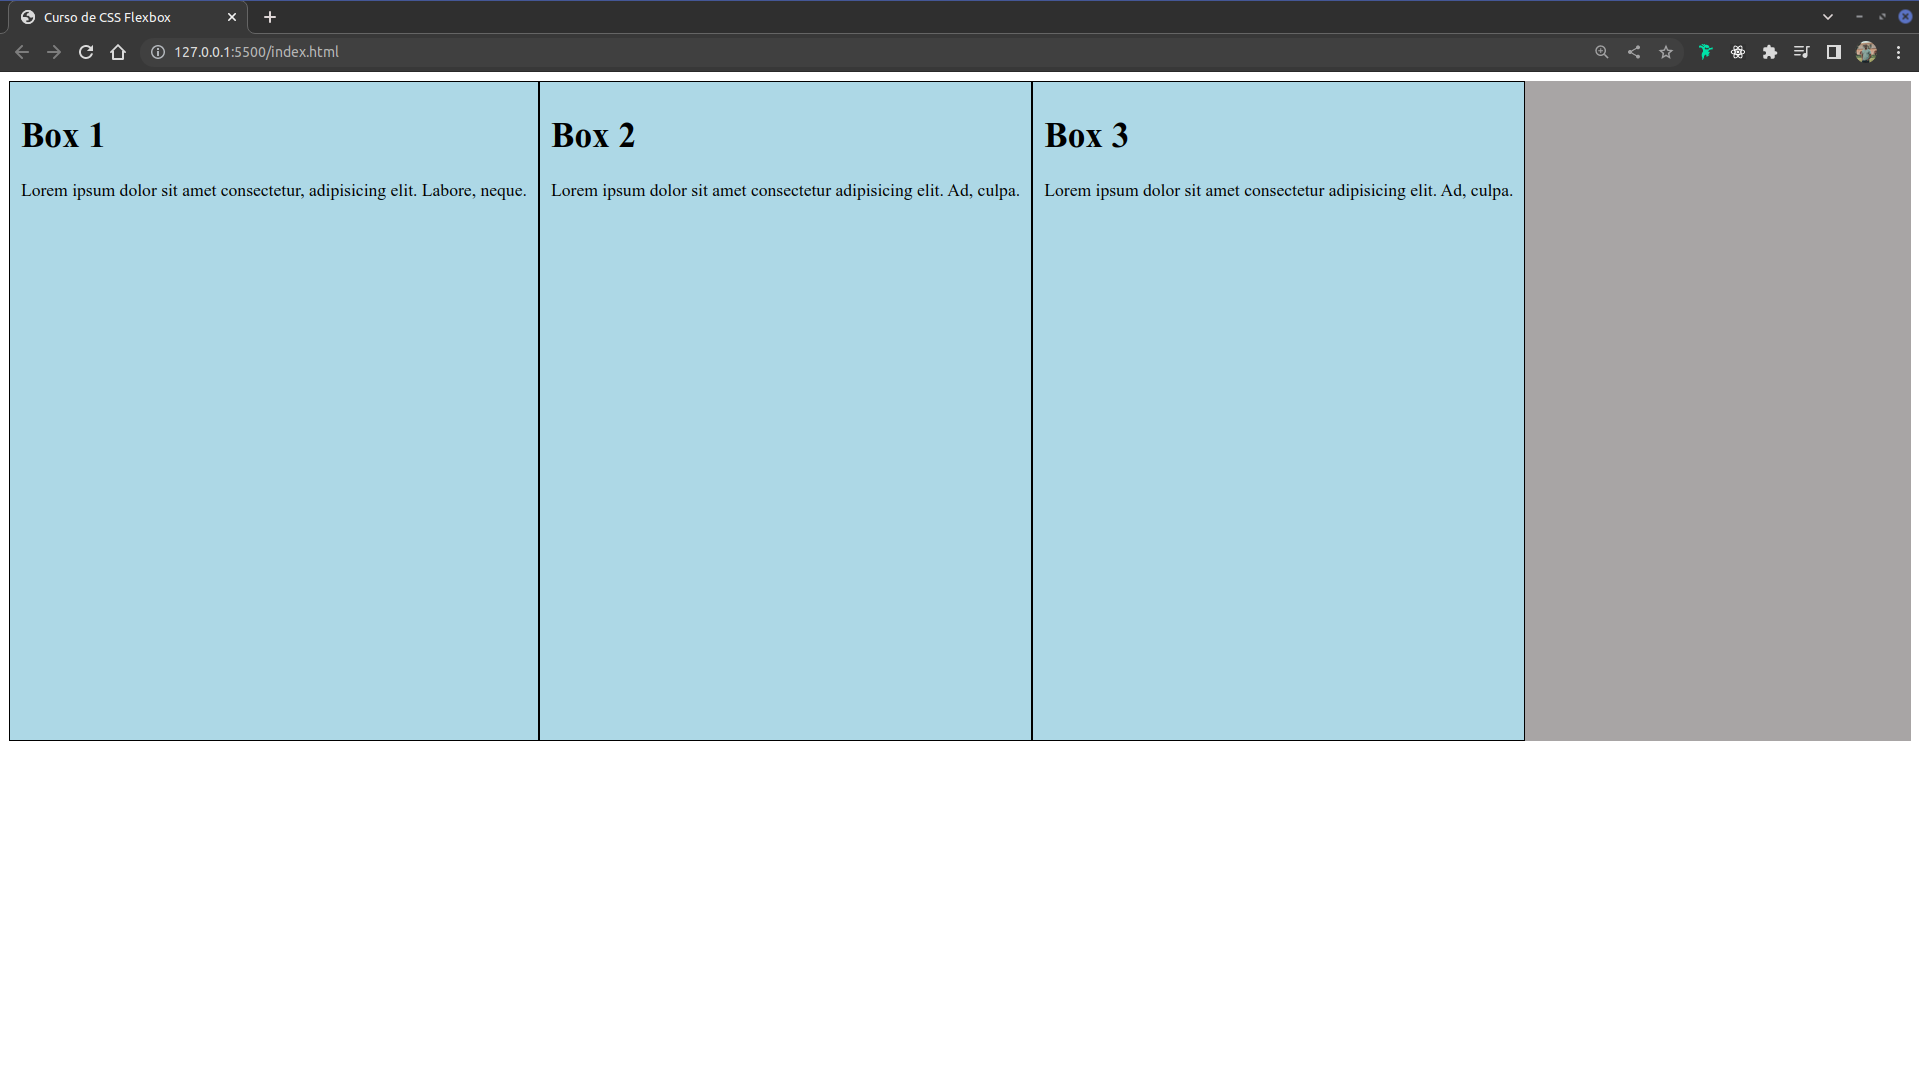 Curso de CSS Flexbox
127.0.0.1:5500/index.html
Box 1
Lorem ipsum dolor sit amet consectetur, adipisicing elit. Labore, neque.
Box 2
Lorem ipsum dolor sit amet consectetur adipisicing elit. Ad, culpa.
Box 3
Lorem ipsum dolor sit amet consectetur adipisicing elit. Ad, culpa.